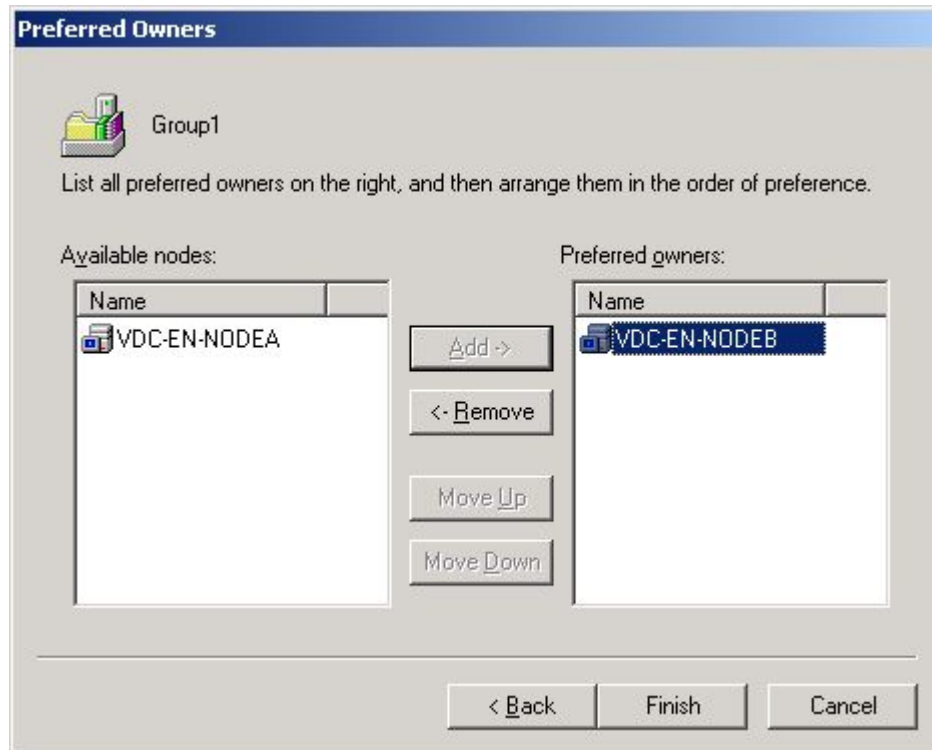 Preferred Owners
Group1
List all preferred owners on the right, and then arrange them in the order of preference.
Available nodes:
Name
VDC-EN-NODEA
Add ->
<- Remove
Move Up
Move Down
Preferred owners:
Name
VDC-EN-NODEB
< Back
Finish
Cancel